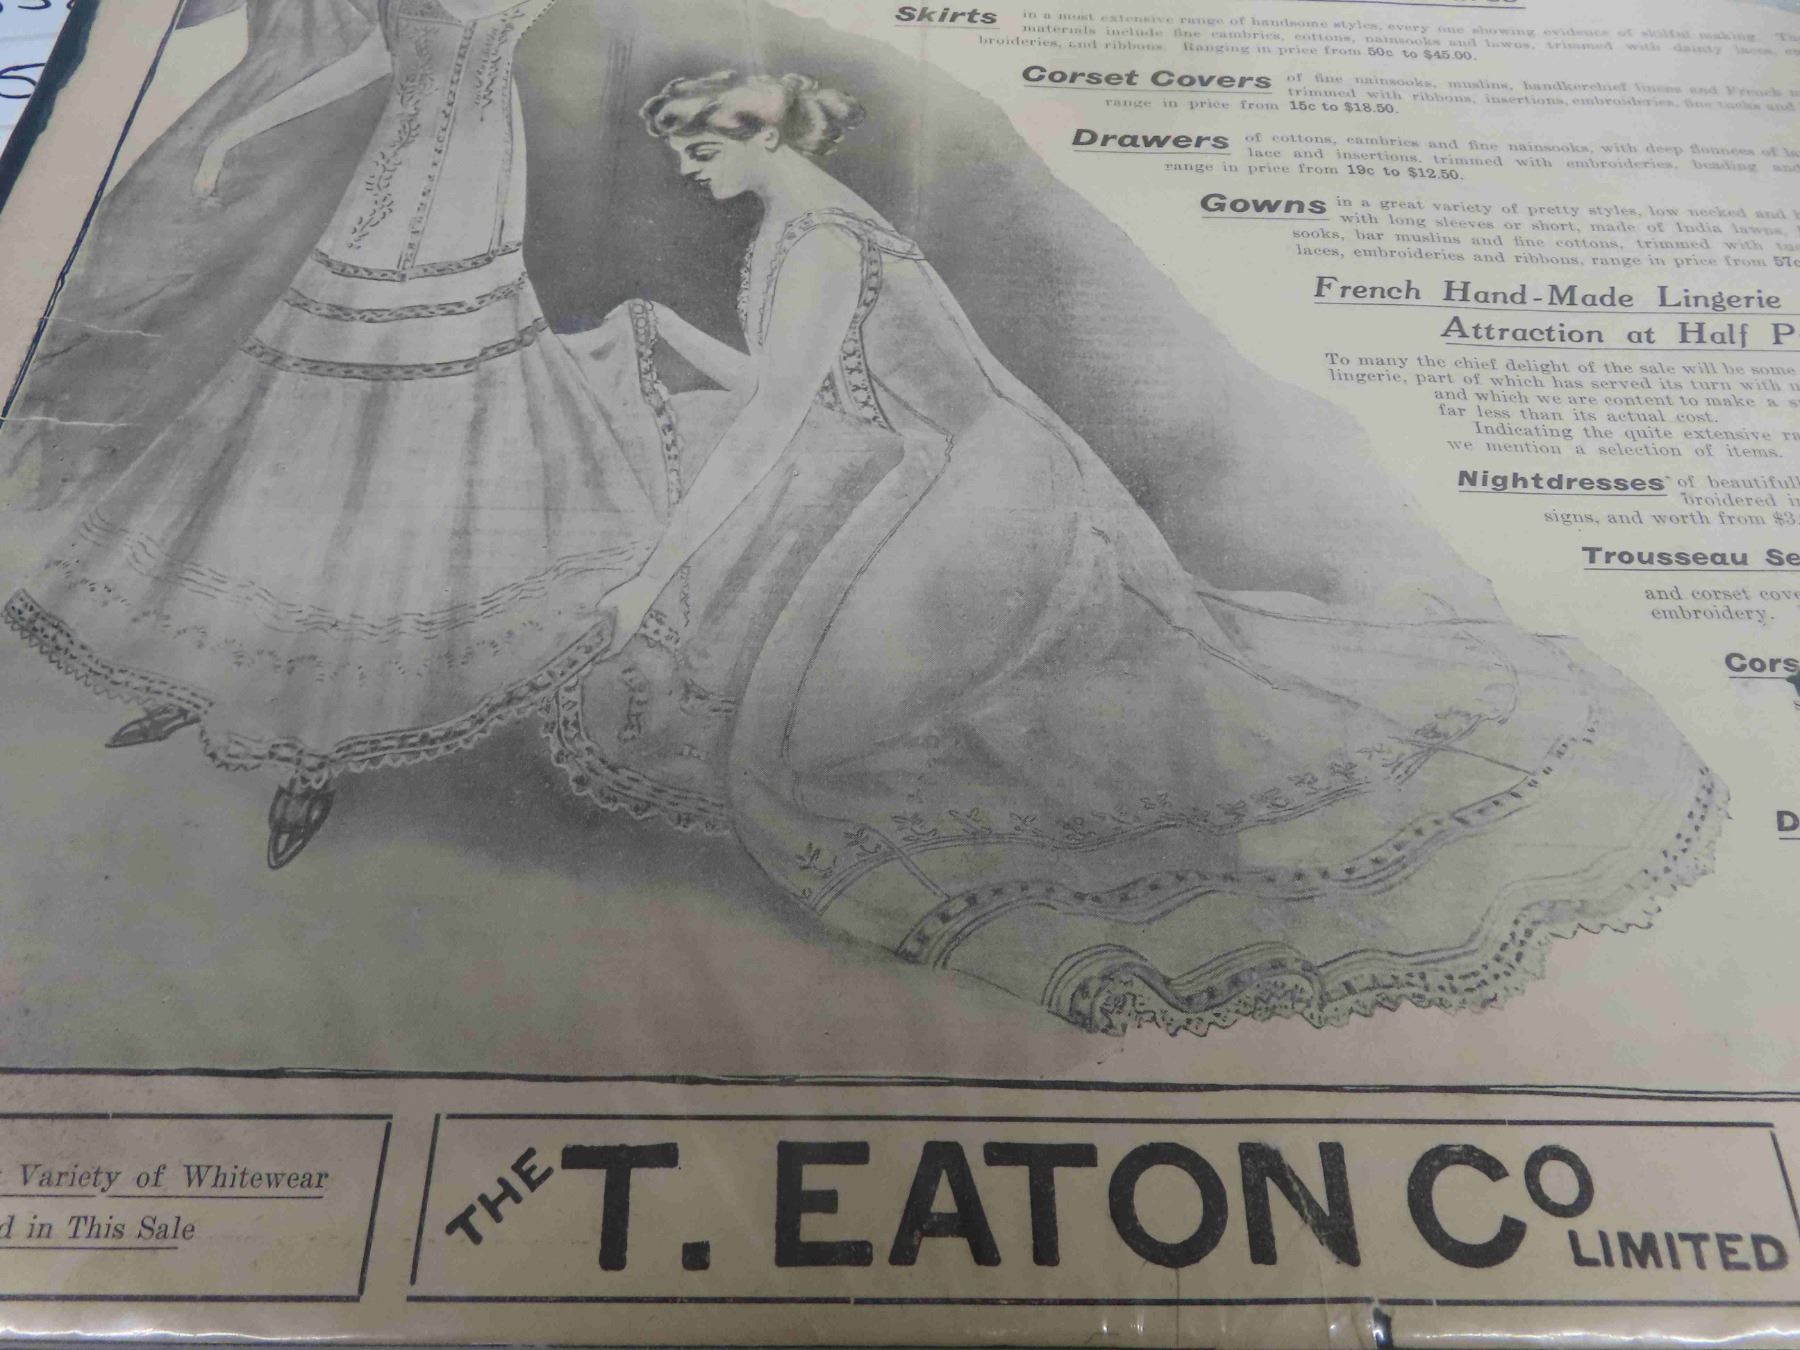 Skirts in a most extensive range of handsome styles, every one showing evidence of skilful making.
materials include fine cambrics, cottons, nainsooks and lawns, trimmed with dainty laces,
broideries, and ribbons. Ranging in price from 50c to $45.00.
Corset Covers of fine nainsooks, muslins, handkerchief linens and French
trimmed with ribbons, insertions, embroideries, fine tucks and
range in price from 15c to $18.50.
Drawers of cottons, cambrics and fine nainsooks, with deep flounces of
lace and insertions, trimmed with embroideries, beading and
range in price from 19c to $12.50.
Gowns in a great variety of pretty styles, low necked and
with long sleeves or short, made of India lawns,
sooks, bar muslins and fine cottons, trimmed with
laces, embroideries and ribbons, range in price from 57c
French Hand-Made Lingerie
Attraction at Half P
To many the chief delight of the sale will be some
lingerie, part of which has served its turn with
and which we are content to make a
far less than its actual cost.
Indicating the quite extensive
we mention a selection of items.
Nightdresses of beautifull
broidered in
signs, and worth from $3.
Trousseau Se
and corset cove
embroidery.
Cors
D
Variety of Whitewear
d in This Sale
THE T. EATON Co LIMITED